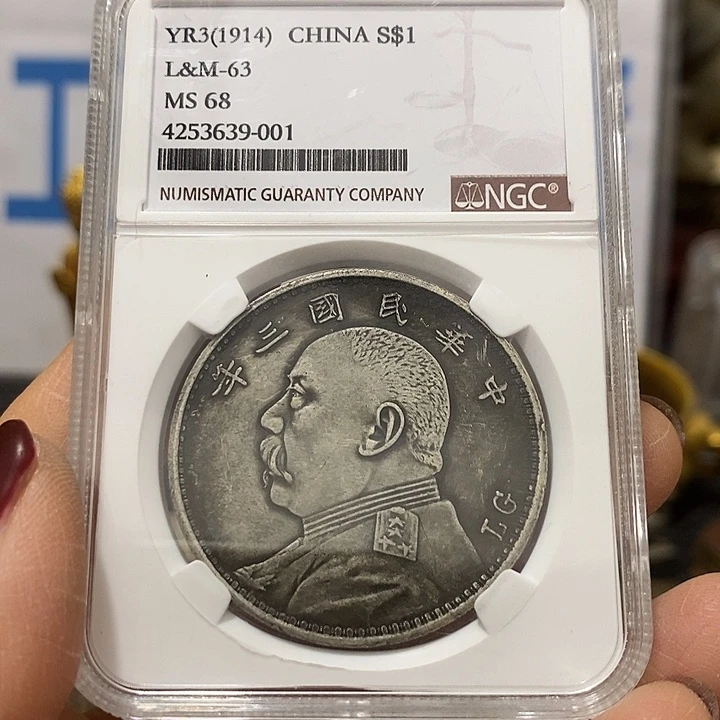 YR3(1914) CHINA S$1
L&M-63
MS 68
4253639-001
NUMISMATIC GUARANTY COMPANY
NGC®
年三國民華中
L G